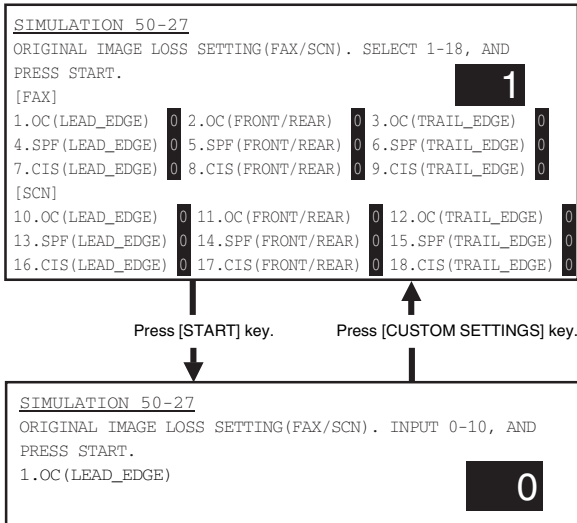 SIMULATION 50-27
ORIGINAL IMAGE LOSS SETTING(FAX/SCN). SELECT 1-18, AND
PRESS START.
1
[FAX]
1.OC(LEAD_EDGE) 0 2.OC(FRONT/REAR) 0 3.OC(TRAIL_EDGE) 0
4.SPF(LEAD_EDGE) 0 5.SPF(FRONT/REAR) 0 6.SPF(TRAIL_EDGE) 0
7.CIS(LEAD_EDGE) 0 8.CIS(FRONT/REAR) 0 9.CIS(TRAIL_EDGE) 0
[SCN]
10.OC(LEAD_EDGE) 0 11.OC(FRONT/REAR) 0 12.OC(TRAIL_EDGE) 0
13.SPF(LEAD_EDGE) 0 14.SPF(FRONT/REAR) 0 15.SPF(TRAIL_EDGE) 0
16.CIS(LEAD_EDGE) 0 17.CIS(FRONT/REAR) 0 18.CIS(TRAIL_EDGE) 0
Press [START] key. Press [CUSTOM SETTINGS] key.
SIMULATION 50-27
ORIGINAL IMAGE LOSS SETTING(FAX/SCN). INPUT 0-10, AND
PRESS START.
1.OC(LEAD_EDGE)
0